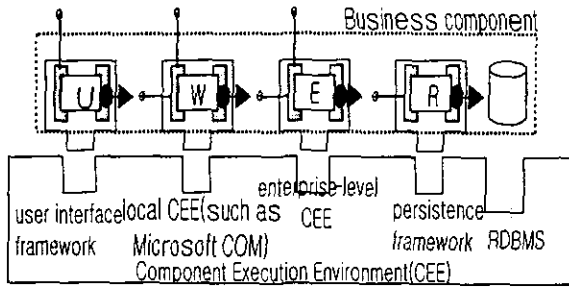 Business component
U W E R
user interface framework
local CEE(such as Microsoft COM)
enterprise-level CEE
persistence framework
RDBMS
Component Execution Environment(CEE)